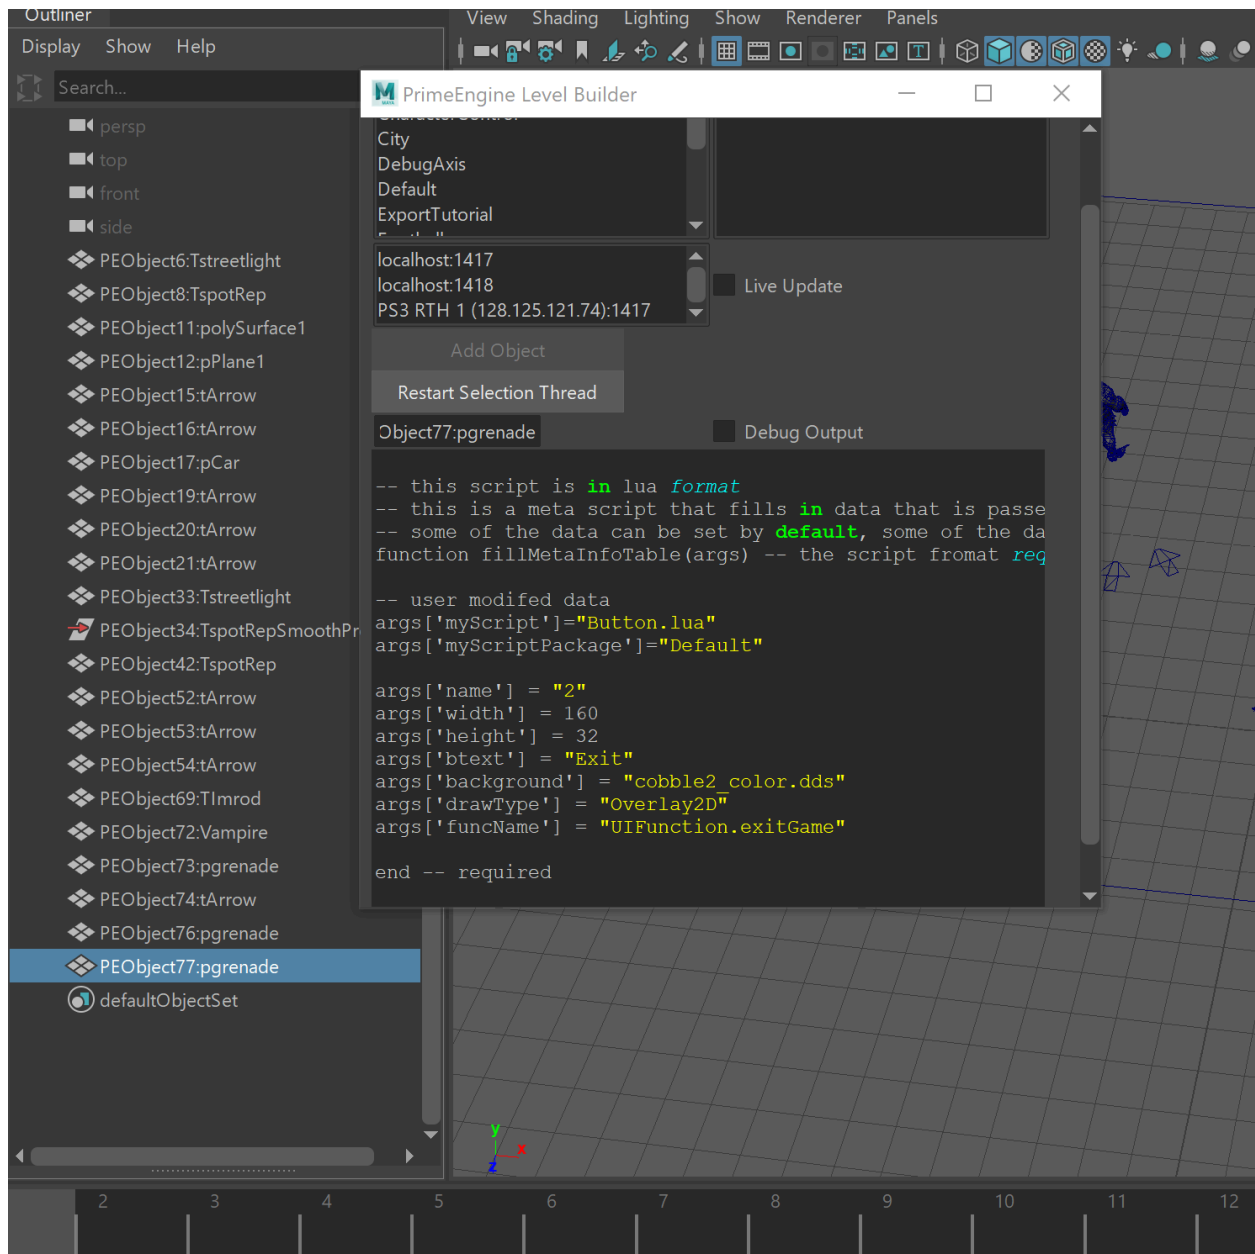 Outliner
Display Show Help
Search...
persp
top
front
side
PEObject6:Tstreetlight
PEObject8:TspotRep
PEObject11:polySurface1
PEObject12:pPlane1
PEObject15:tArrow
PEObject16:tArrow
PEObject17:pCar
PEObject19:tArrow
PEObject20:tArrow
PEObject21:tArrow
PEObject33:Tstreetlight
PEObject34:TspotRepSmoothPr
PEObject42:TspotRep
PEObject52:tArrow
PEObject53:tArrow
PEObject54:tArrow
PEObject69:TImrod
PEObject72:Vampire
PEObject73:pgrenade
PEObject74:tArrow
PEObject76:pgrenade
PEObject77:pgrenade
defaultObjectSet
View Shading Lighting Show Renderer Panels
PrimeEngine Level Builder
City
DebugAxis
Default
ExportTutorial
localhost:1417
localhost:1418
PS3 RTH 1 (128.125.121.74):1417
Live Update
Add Object
Restart Selection Thread
Object77:pgrenade
Debug Output
-- this script is in lua format
-- this is a meta script that fills in data that is passe
-- some of the data can be set by default, some of the da
function fillMetaInfoTable(args) -- the script fromat req
-- user modifed data
args['myScript']="Button.lua"
args['myScriptPackage']="Default"
args['name'] = "2"
args['width'] = 160
args['height'] = 32
args['btext'] = "Exit"
args['background'] = "cobble2_color.dds"
args['drawType'] = "Overlay2D"
args['funcName'] = "UIFunction.exitGame"
end -- required
y
x
z
2 3 4 5 6 7 8 9 10 11 12